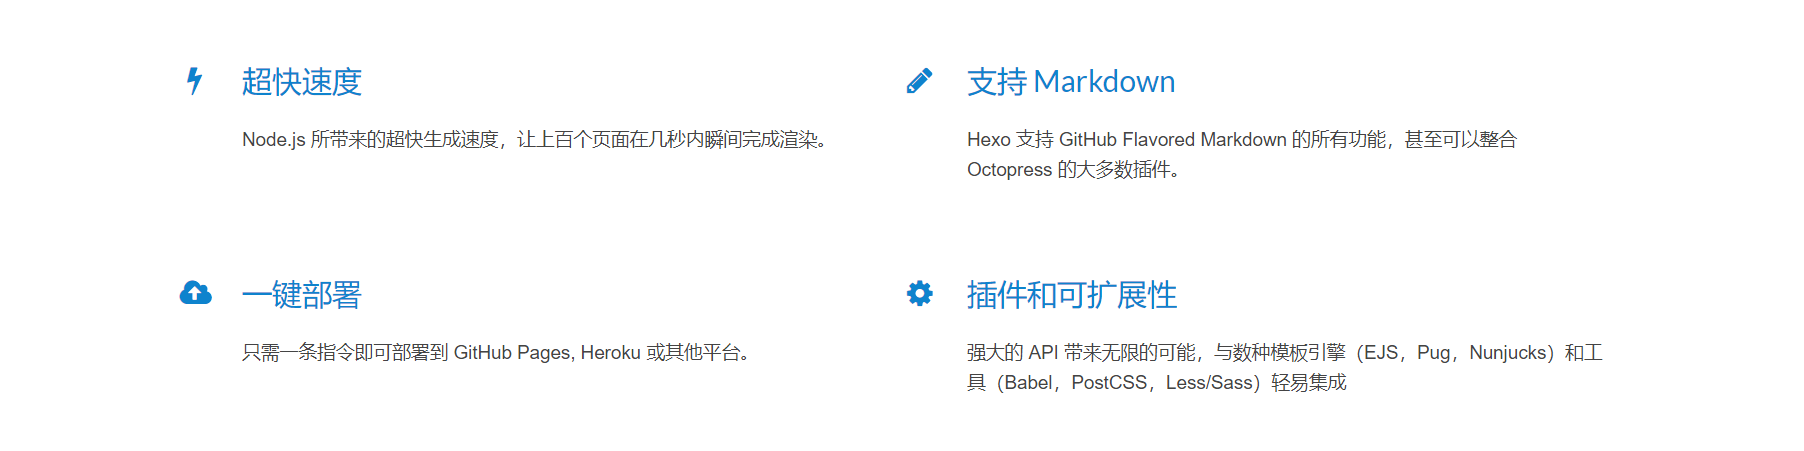 超快速度
Node.js 所带来的超快生成速度，让上百个页面在几秒内瞬间完成渲染。
支持 Markdown
Hexo 支持 GitHub Flavored Markdown 的所有功能，甚至可以整合
Octopress 的大多数插件。
一键部署
只需一条指令即可部署到 GitHub Pages, Heroku 或其他平台。
插件和可扩展性
强大的 API 带来无限的可能，与数种模板引擎（EJS，Pug，Nunjucks）和工
具（Babel，PostCSS，Less/Sass）轻易集成